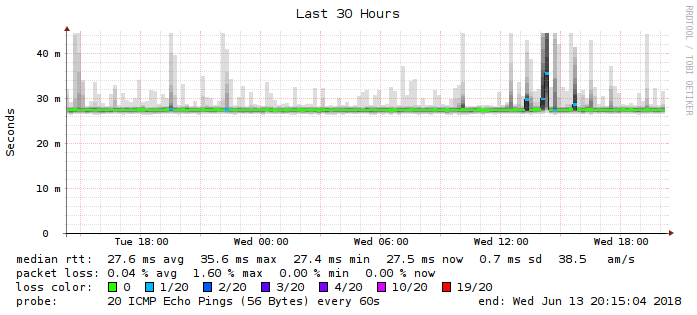 Last 30 Hours
RRDTOOL / TOBI OETIKER
Seconds
40 m
30 m
20 m
10 m
0
Tue 18:00 Wed 00:00 Wed 06:00 Wed 12:00 Wed 18:00
median rtt: 27.6 ms avg 35.6 ms max 27.4 ms min 27.5 ms now 0.7 ms sd 38.5 am/s
packet loss: 0.04 % avg 1.60 % max 0.00 % min 0.00 % now
loss color: 0 1/20 2/20 3/20 4/20 10/20 19/20
probe: 20 ICMP Echo Pings (56 Bytes) every 60s end: Wed Jun 13 20:15:04 2018